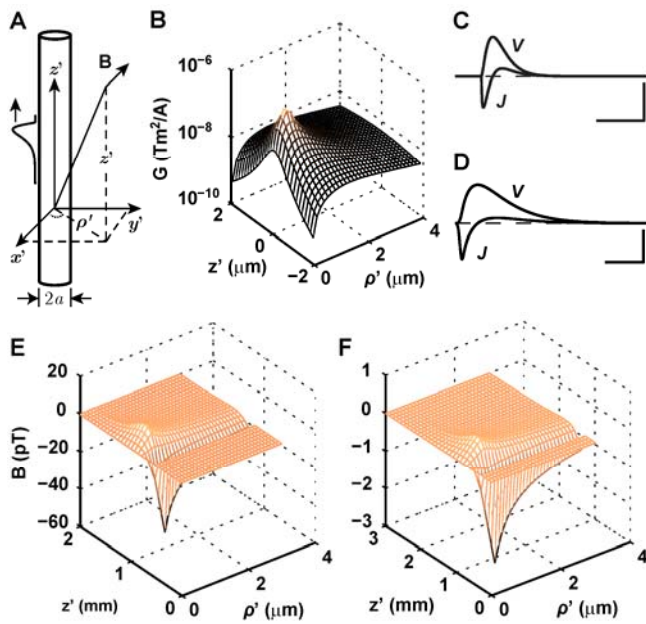 A
z'
B
z'
ρ'
x'
y'
2a
B
G (Tm²/A)
10⁻⁶
10⁻⁸
10⁻¹⁰
2
0
−2
z' (μm)
0
2
4
ρ' (μm)
C
V
J
D
V
J
E
B (pT)
20
0
−20
−40
−60
2
1
0
z' (mm)
0
2
4
ρ' (μm)
F
1
0
−1
−2
−3
3
2
1
0
z' (mm)
0
2
4
ρ' (μm)